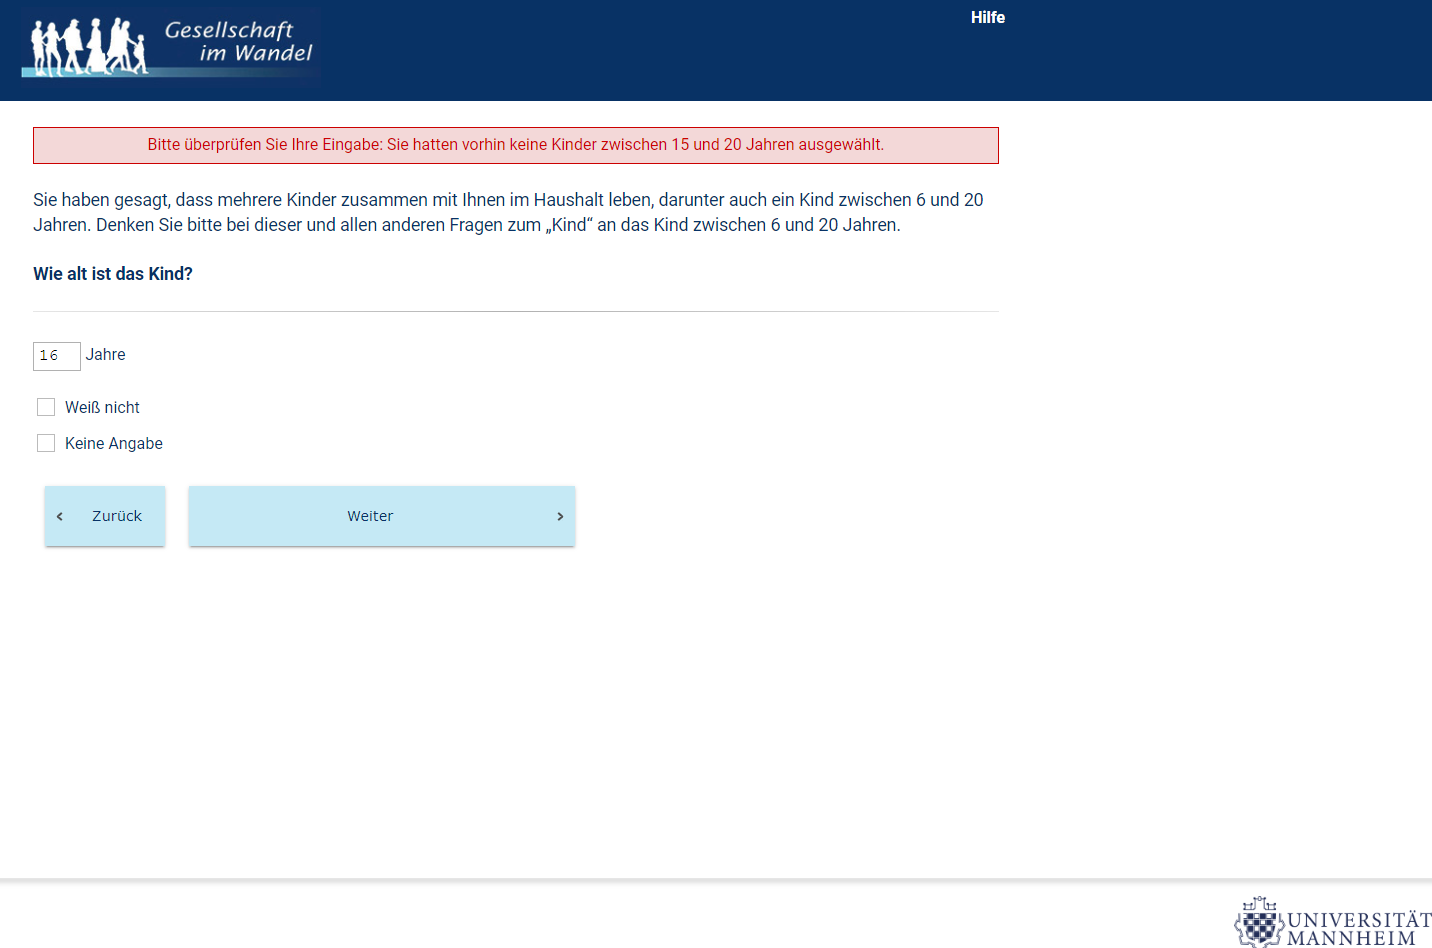 Gesellschaft
im Wandel
Hilfe
Bitte überprüfen Sie Ihre Eingabe: Sie hatten vorhin keine Kinder zwischen 15 und 20 Jahren ausgewählt.
Sie haben gesagt, dass mehrere Kinder zusammen mit Ihnen im Haushalt leben, darunter auch ein Kind zwischen 6 und 20
Jahren. Denken Sie bitte bei dieser und allen anderen Fragen zum „Kind“ an das Kind zwischen 6 und 20 Jahren.
Wie alt ist das Kind?
16 Jahre
Weiß nicht
Keine Angabe
‹ Zurück
Weiter ›
UNIVERSITÄT
MANNHEIM